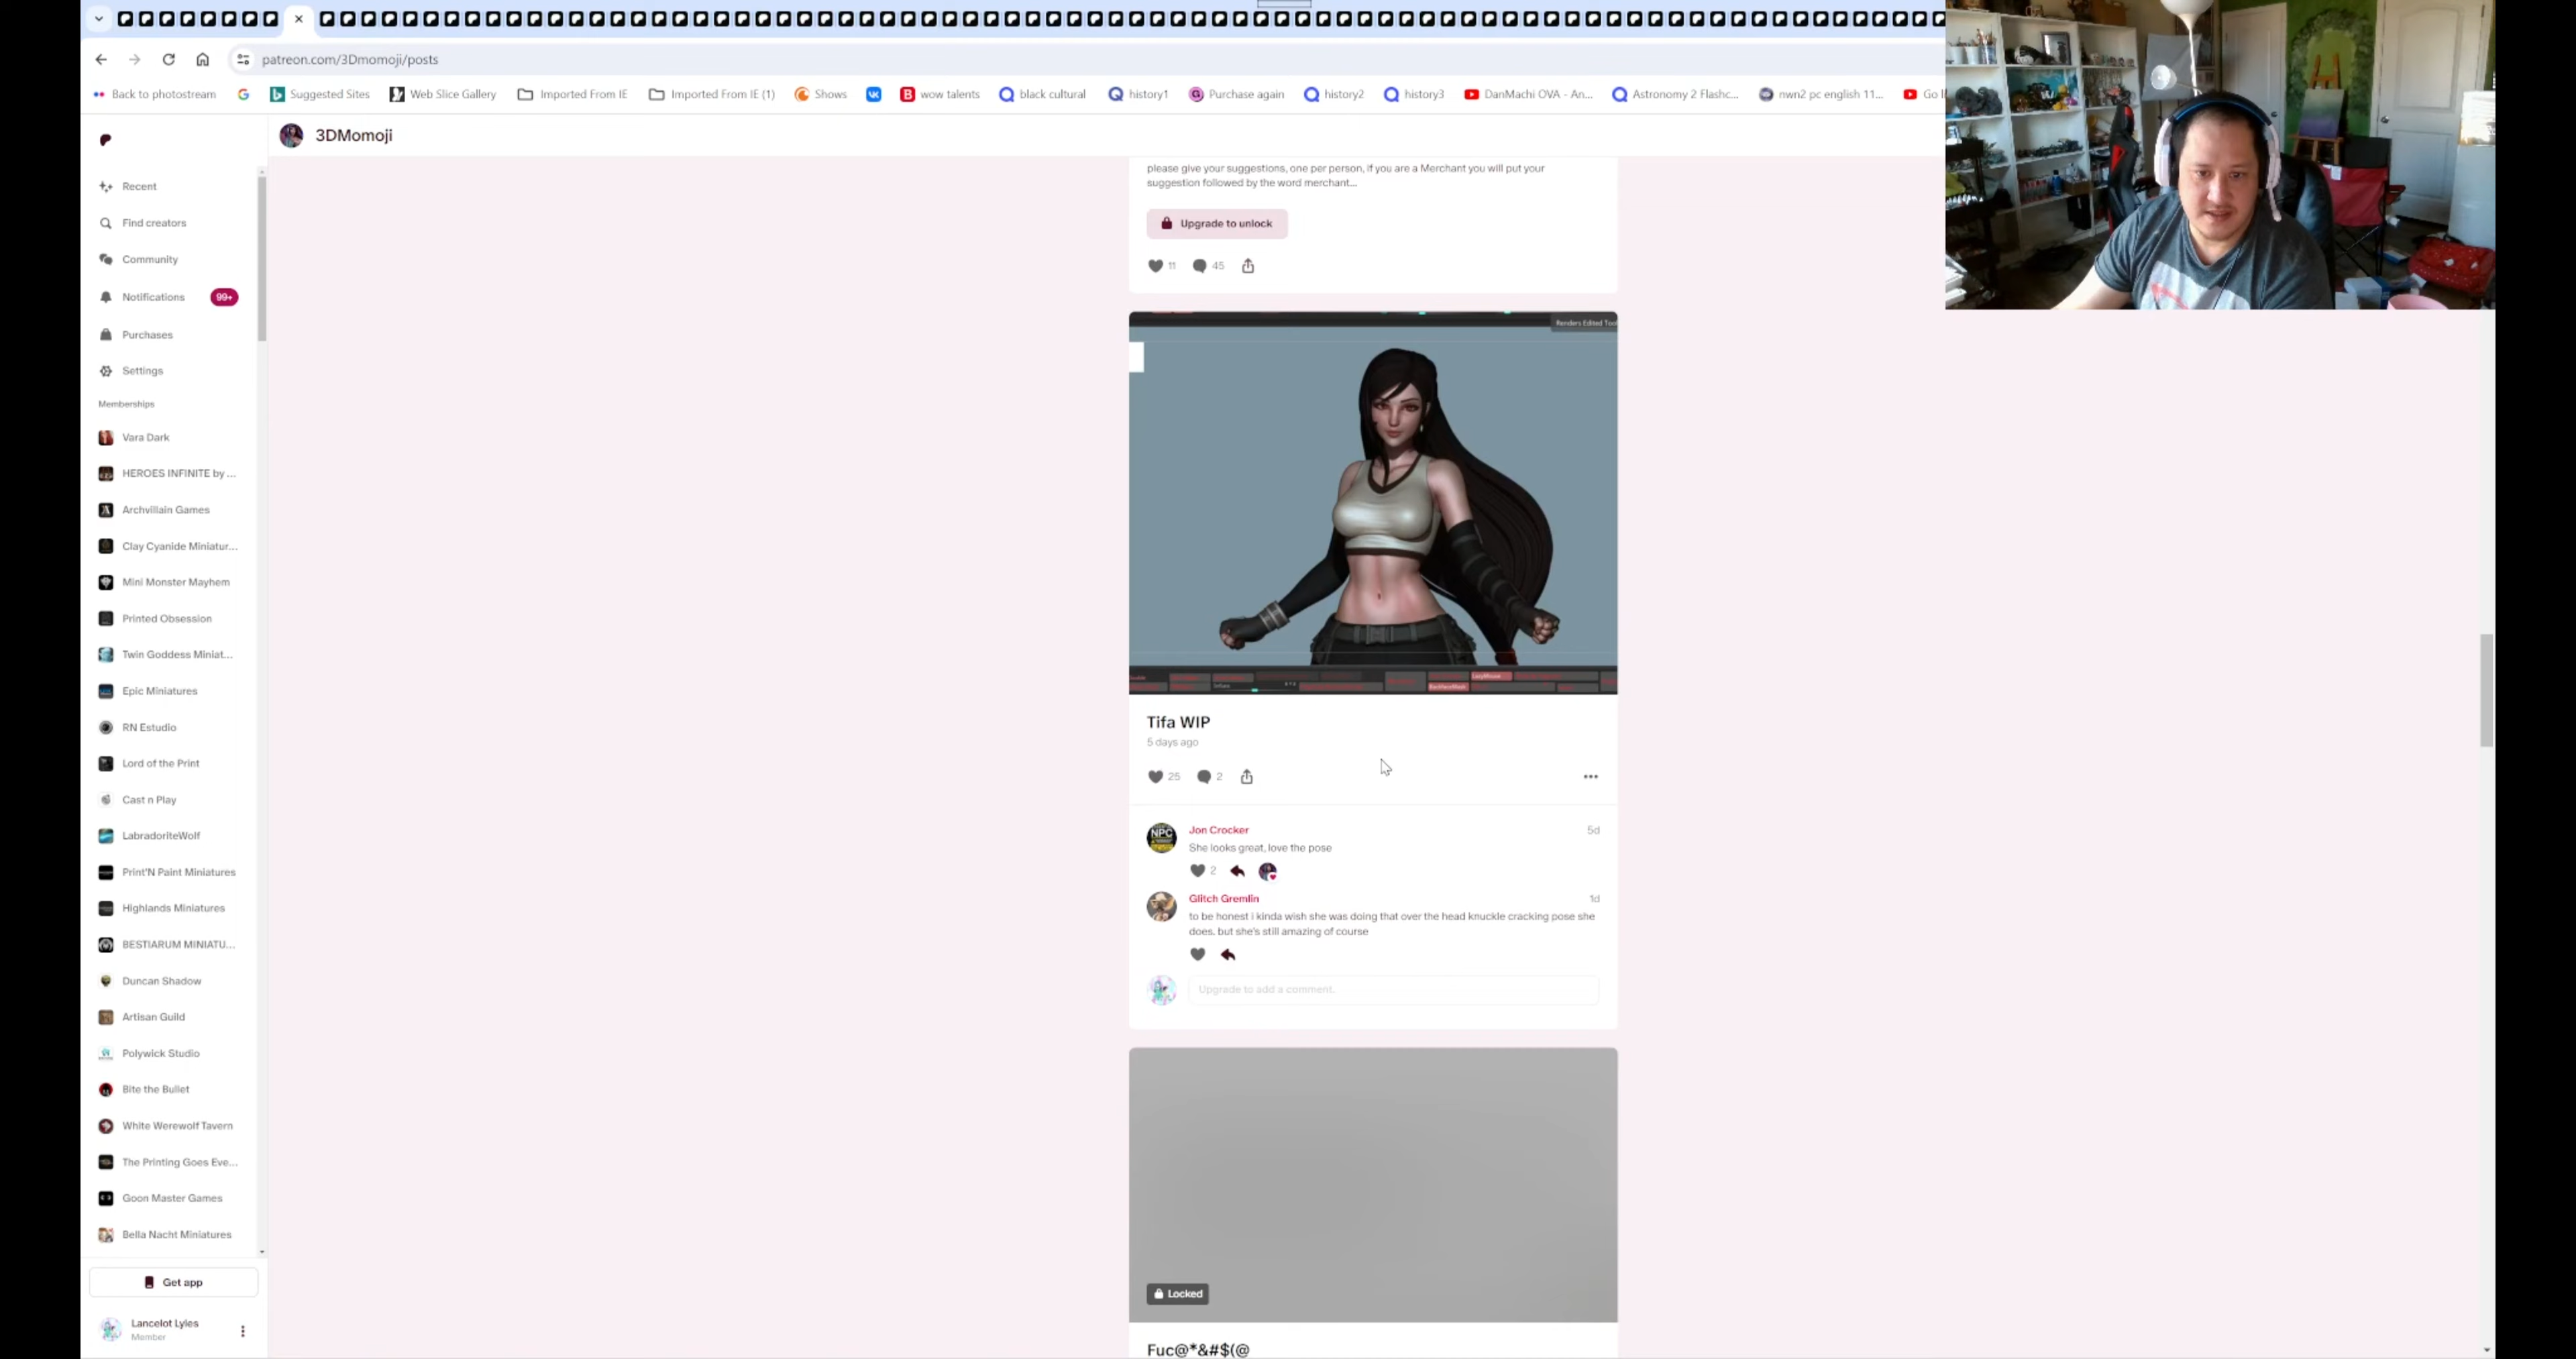 patreon.com/3Dmomoji/posts
Back to photostream
Suggested Sites
Web Slice Gallery
Imported From IE
Imported From IE (1)
Shows
wow talents
black cultural
history1
Purchase again
history2
history3
DanMachi OVA - An...
Astronomy 2 Flashc...
nwn2 pc english 11...
3DMomoji
Recent
Find creators
Community
Notifications
99+
Purchases
Settings
Memberships
Vara Dark
HEROES INFINITE by ...
Archvillain Games
Clay Cyanide Miniatur...
Mini Monster Mayhem
Printed Obsession
Twin Goddess Miniat...
Epic Miniatures
RN Estudio
Lord of the Print
Cast n Play
LabradoriteWolf
Print'N Paint Miniatures
Highlands Miniatures
BESTIARUM MINIATU...
Duncan Shadow
Artisan Guild
Polywick Studio
Bite the Bullet
White Werewolf Tavern
The Printing Goes Eve...
Goon Master Games
Bella Nacht Miniatures
Get app
Lancelot Lyles
Member
please give your suggestions, one per person, if you are a Merchant you will put your
suggestion followed by the word merchant...
Upgrade to unlock
11
45
Renders Edited Tool
Tifa WIP
5 days ago
25
2
NPC
Jon Crocker
5d
She looks great, love the pose
2
Glitch Gremlin
1d
to be honest i kinda wish she was doing that over the head knuckle cracking pose she
does. but she's still amazing of course
Upgrade to add a comment.
Locked
Fuc@*&#$(@